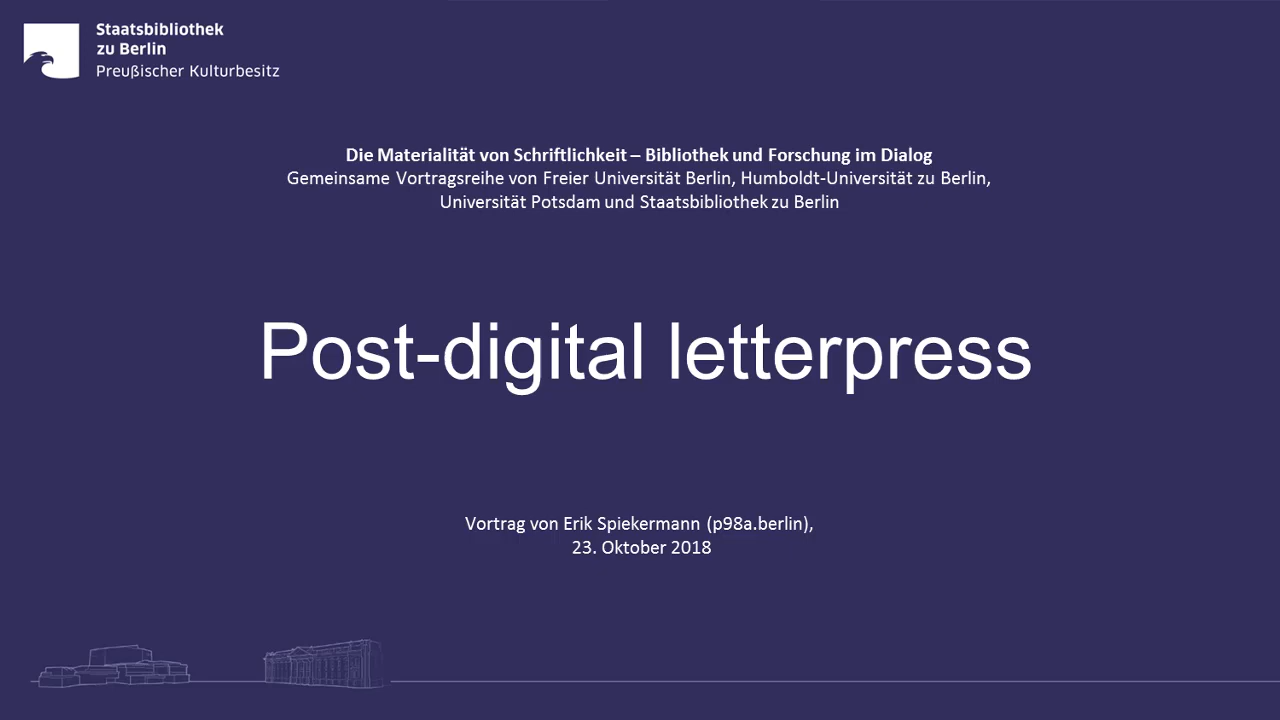 Staatsbibliothek
zu Berlin
Preußischer Kulturbesitz
Die Materialität von Schriftlichkeit – Bibliothek und Forschung im Dialog
Gemeinsame Vortragsreihe von Freier Universität Berlin, Humboldt-Universität zu Berlin,
Universität Potsdam und Staatsbibliothek zu Berlin
Post-digital letterpress
Vortrag von Erik Spiekermann (p98a.berlin),
23. Oktober 2018